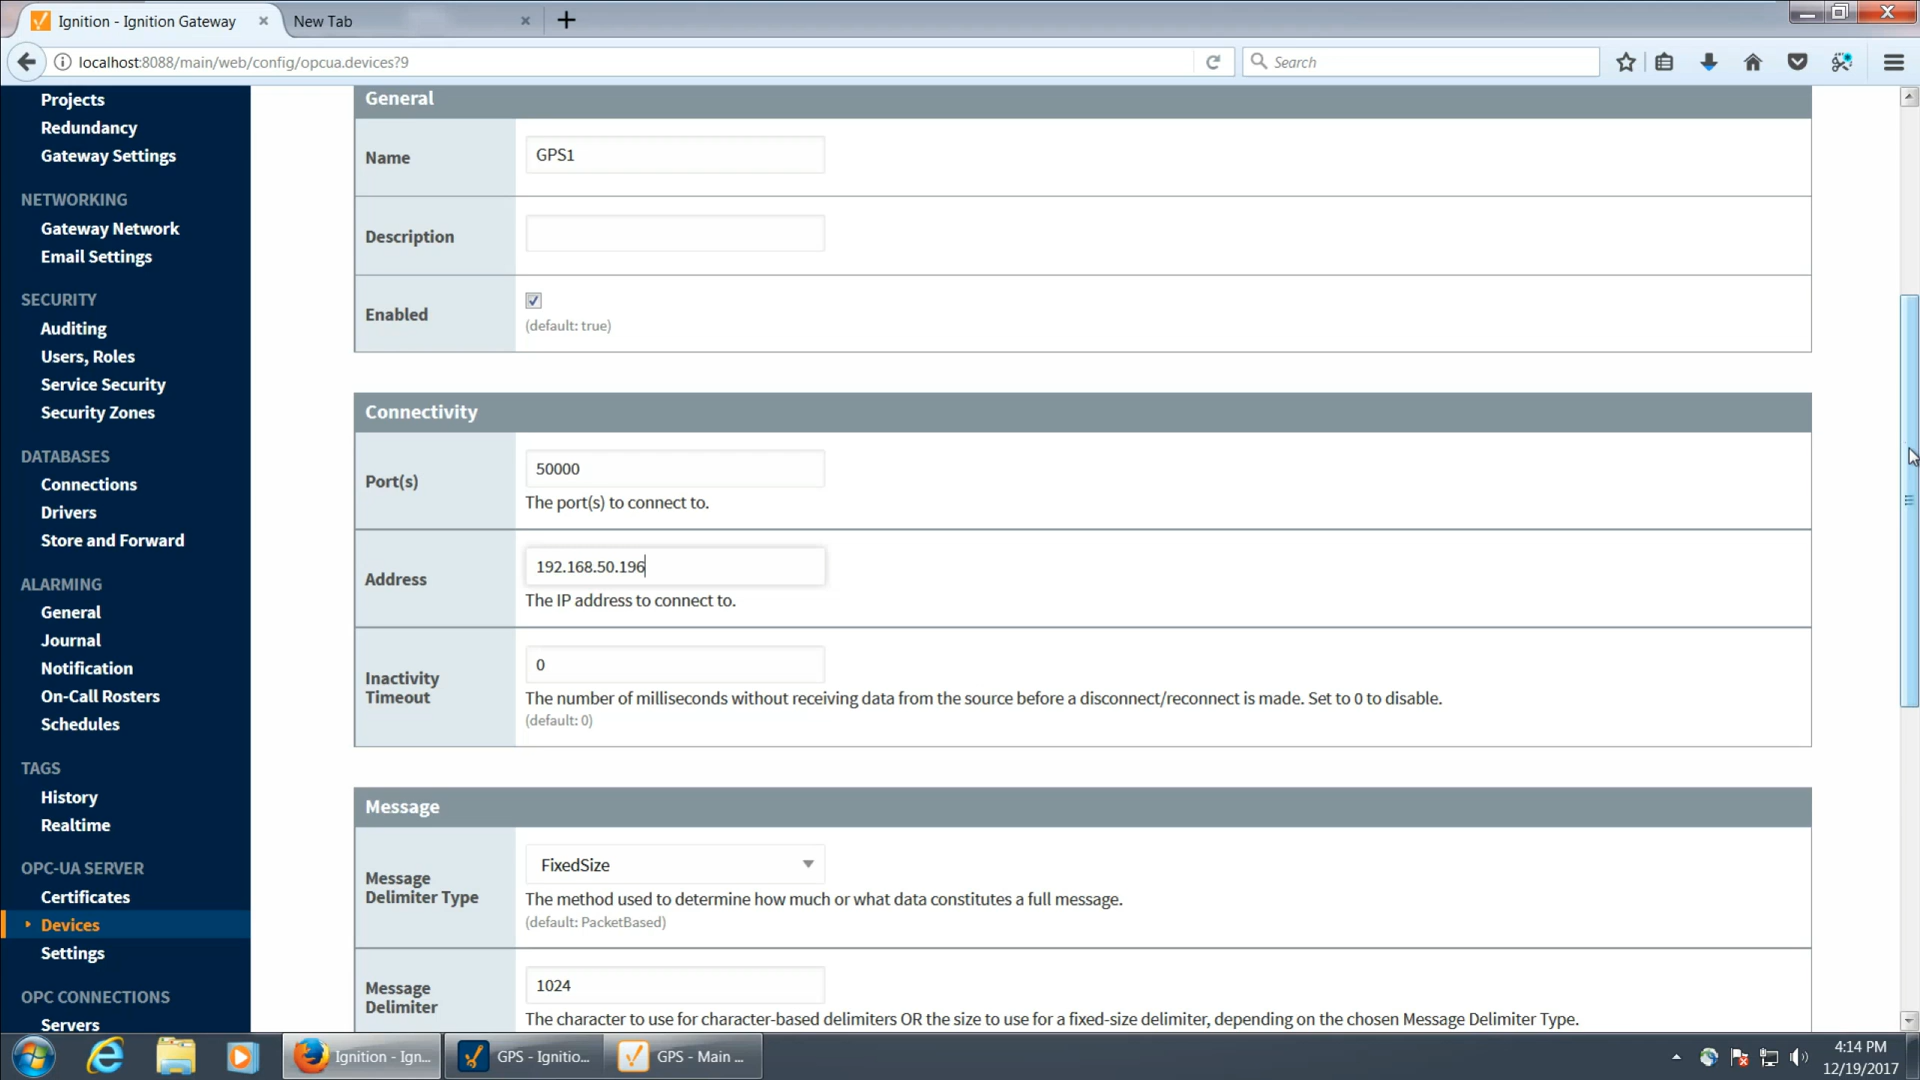 Ignition - Ignition Gateway
New Tab
localhost:8088/main/web/config/opcua.devices?9
Search
Projects
Redundancy
Gateway Settings
NETWORKING
Gateway Network
Email Settings
SECURITY
Auditing
Users, Roles
Service Security
Security Zones
DATABASES
Connections
Drivers
Store and Forward
ALARMING
General
Journal
Notification
On-Call Rosters
Schedules
TAGS
History
Realtime
OPC-UA SERVER
Certificates
Devices
Settings
OPC CONNECTIONS
Servers
General
Name
GPS1
Description
Enabled
(default: true)
Connectivity
Port(s)
50000
The port(s) to connect to.
Address
192.168.50.196
The IP address to connect to.
Inactivity
Timeout
0
The number of milliseconds without receiving data from the source before a disconnect/reconnect is made. Set to 0 to disable.
(default: 0)
Message
Message
Delimiter Type
FixedSize
The method used to determine how much or what data constitutes a full message.
(default: PacketBased)
Message
Delimiter
1024
The character to use for character-based delimiters OR the size to use for a fixed-size delimiter, depending on the chosen Message Delimiter Type.
Ignition - Ign...
GPS - Ignitio...
GPS - Main ...
4:14 PM
12/19/2017